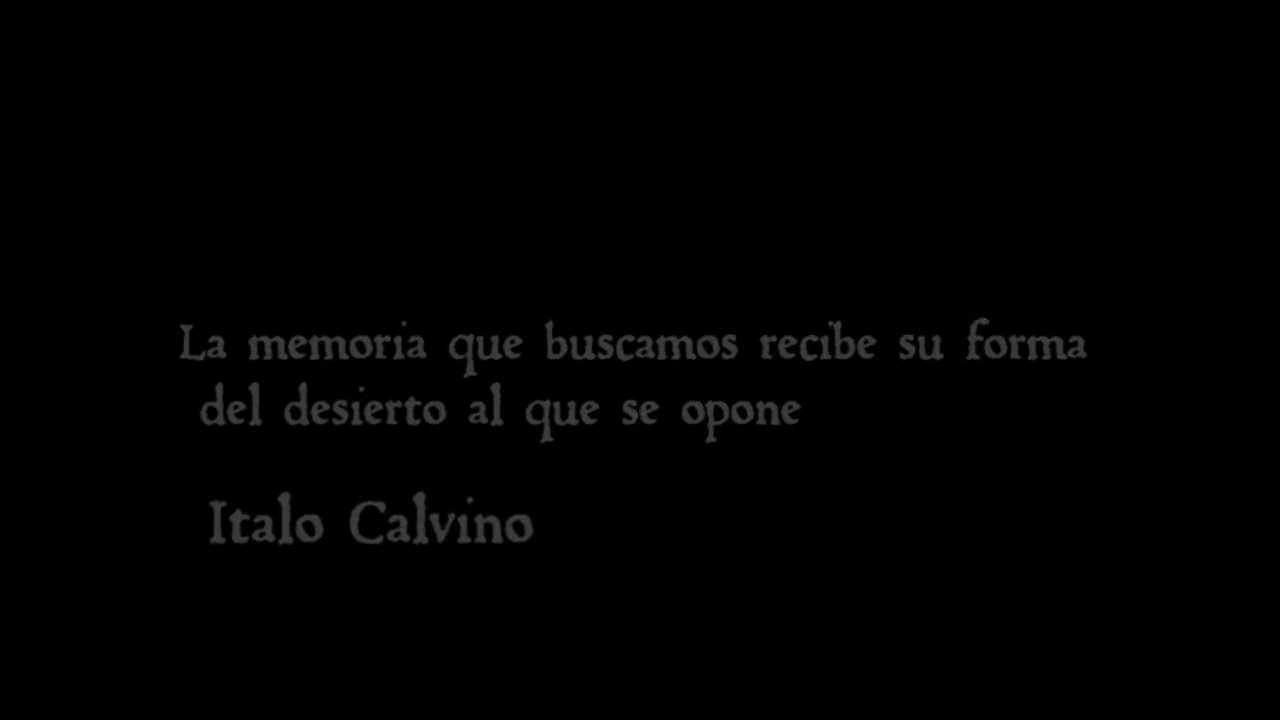 La memoria que buscamos recibe su forma
del desierto al que se opone
Italo Calvino